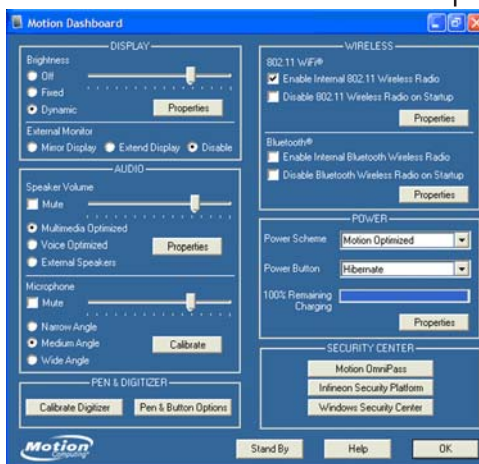 Motion Dashboard
DISPLAY
Brightness
Off
Fixed
Dynamic
Properties
External Monitor
Mirror Display
Extend Display
Disable
AUDIO
Speaker Volume
Mute
Multimedia Optimized
Voice Optimized
External Speakers
Properties
Microphone
Mute
Narrow Angle
Medium Angle
Wide Angle
Calibrate
PEN & DIGITIZER
Calibrate Digitizer
Pen & Button Options
WIRELESS
802.11 WiFi®
Enable Internal 802.11 Wireless Radio
Disable 802.11 Wireless Radio on Startup
Properties
Bluetooth®
Enable Internal Bluetooth Wireless Radio
Disable Bluetooth Wireless Radio on Startup
Properties
POWER
Power Scheme
Motion Optimized
Power Button
Hibernate
100% Remaining
Charging
Properties
SECURITY CENTER
Motion OmniPass
Infineon Security Platform
Windows Security Center
Motion
Computing
Stand By
Help
OK